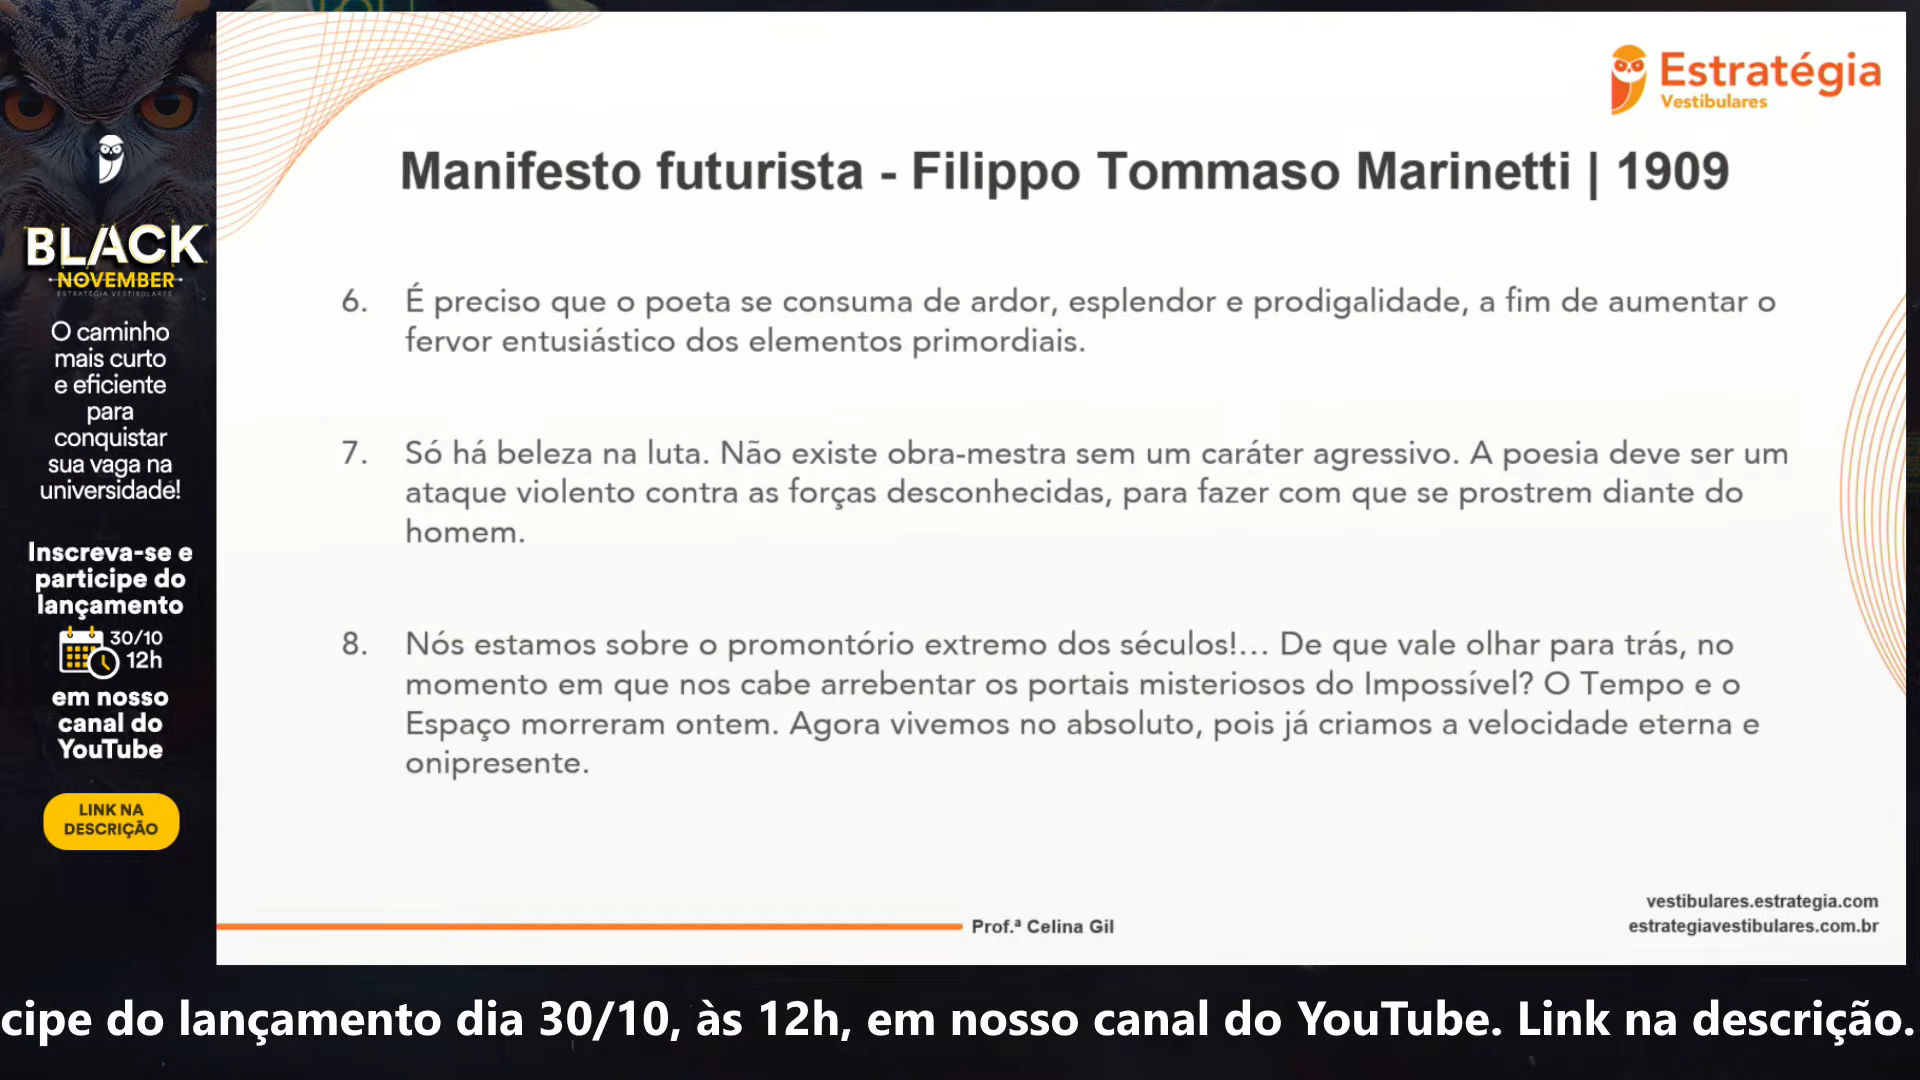 BLACK
NOVEMBER
ESTRATÉGIA VESTIBULARES
O caminho
mais curto
e eficiente
para
conquistar
sua vaga na
universidade!
Inscreva-se e
participe do
lançamento
30/10
12h
em nosso
canal do
YouTube
LINK NA
DESCRIÇÃO
Estratégia
Vestibulares
Manifesto futurista - Filippo Tommaso Marinetti | 1909
6. É preciso que o poeta se consuma de ardor, esplendor e prodigalidade, a fim de aumentar o
fervor entusiástico dos elementos primordiais.
7. Só há beleza na luta. Não existe obra-mestra sem um caráter agressivo. A poesia deve ser um
ataque violento contra as forças desconhecidas, para fazer com que se prostrem diante do
homem.
8. Nós estamos sobre o promontório extremo dos séculos!... De que vale olhar para trás, no
momento em que nos cabe arrebentar os portais misteriosos do Impossível? O Tempo e o
Espaço morreram ontem. Agora vivemos no absoluto, pois já criamos a velocidade eterna e
onipresente.
Prof.ª Celina Gil
vestibulares.estrategia.com
estrategiavestibulares.com.br
cipe do lançamento dia 30/10, às 12h, em nosso canal do YouTube. Link na descrição.